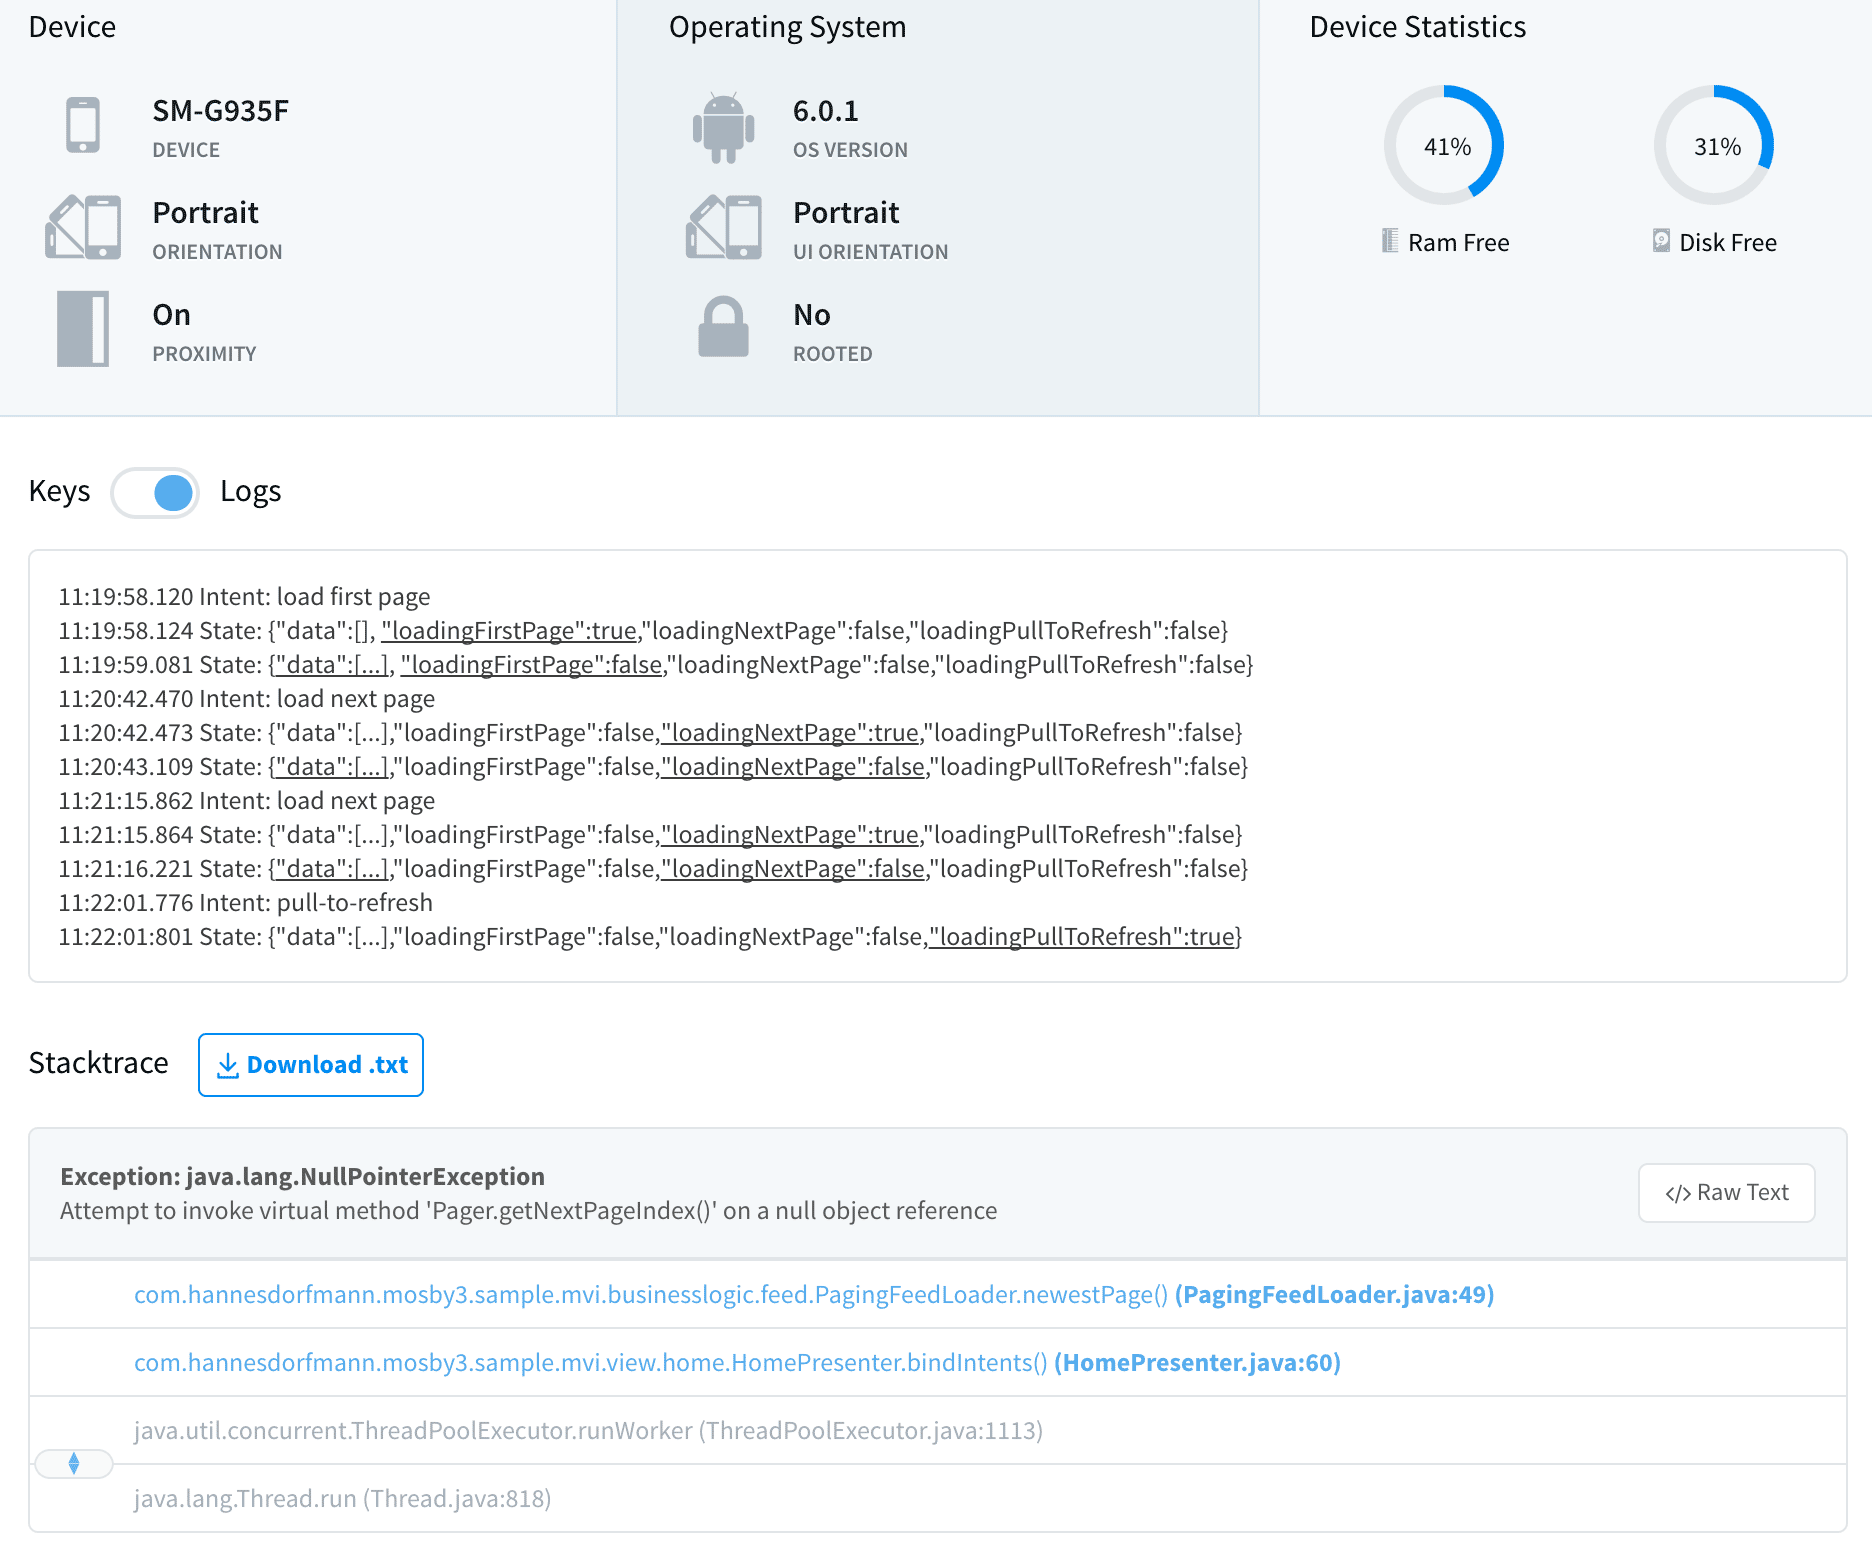 Device
SM-G935F
DEVICE
Portrait
ORIENTATION
On
PROXIMITY
Operating System
6.0.1
OS VERSION
Portrait
UI ORIENTATION
No
ROOTED
Device Statistics
41%
Ram Free
31%
Disk Free
Keys Logs
11:19:58.120 Intent: load first page
11:19:58.124 State: {"data":[], "loadingFirstPage":true,"loadingNextPage":false,"loadingPullToRefresh":false}
11:19:59.081 State: {"data":[...], "loadingFirstPage":false,"loadingNextPage":false,"loadingPullToRefresh":false}
11:20:42.470 Intent: load next page
11:20:42.473 State: {"data":[...],"loadingFirstPage":false,"loadingNextPage":true,"loadingPullToRefresh":false}
11:20:43.109 State: {"data":[...],"loadingFirstPage":false,"loadingNextPage":false,"loadingPullToRefresh":false}
11:21:15.862 Intent: load next page
11:21:15.864 State: {"data":[...],"loadingFirstPage":false,"loadingNextPage":true,"loadingPullToRefresh":false}
11:21:16.221 State: {"data":[...],"loadingFirstPage":false,"loadingNextPage":false,"loadingPullToRefresh":false}
11:22:01.776 Intent: pull-to-refresh
11:22:01:801 State: {"data":[...],"loadingFirstPage":false,"loadingNextPage":false,"loadingPullToRefresh":true}
Stacktrace Download .txt
Exception: java.lang.NullPointerException
Attempt to invoke virtual method 'Pager.getNextPageIndex()' on a null object reference
</> Raw Text
com.hannesdorfmann.mosby3.sample.mvi.businesslogic.feed.PagingFeedLoader.newestPage() (PagingFeedLoader.java:49)
com.hannesdorfmann.mosby3.sample.mvi.view.home.HomePresenter.bindIntents() (HomePresenter.java:60)
java.util.concurrent.ThreadPoolExecutor.runWorker (ThreadPoolExecutor.java:1113)
java.lang.Thread.run (Thread.java:818)